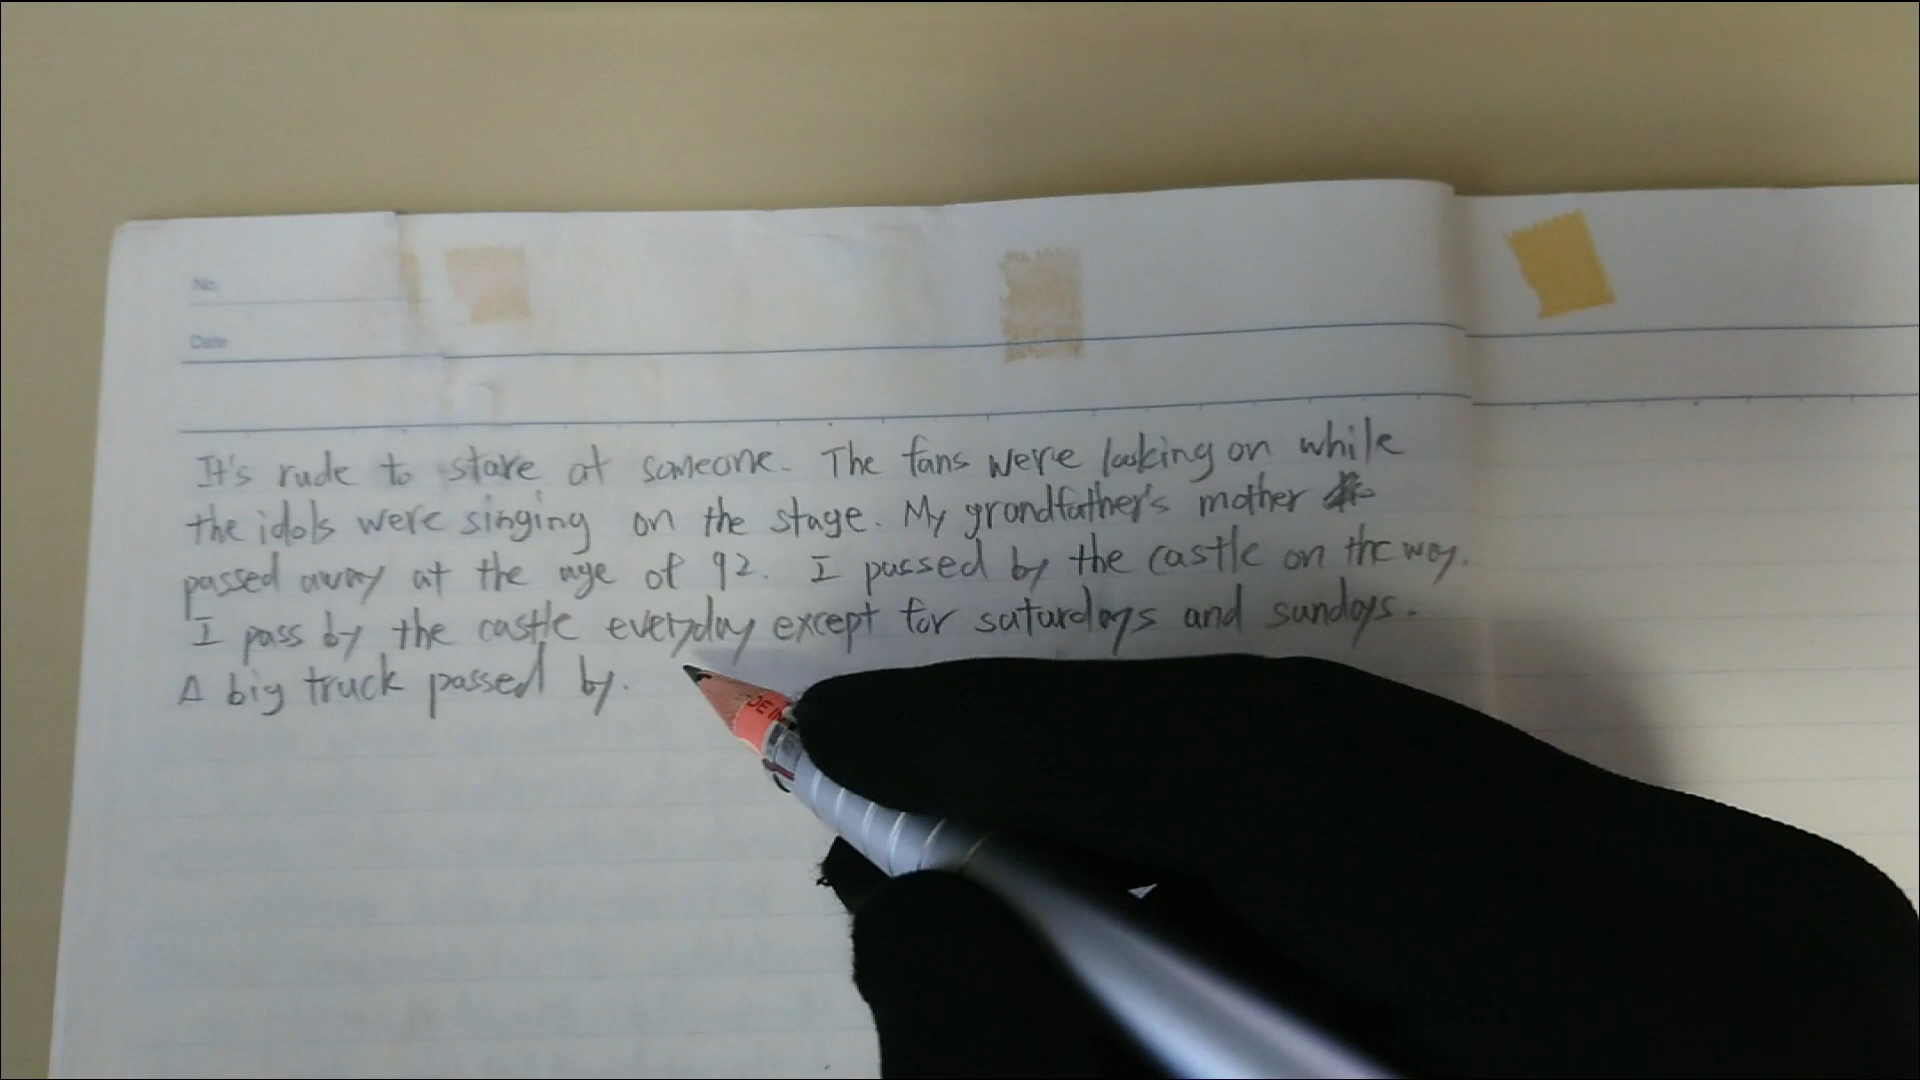 No.
Date
It's rude to stare at someone. The fans were looking on while
the idols were singing on the stage. My grandfather's mother
passed away at the age of 92. I passed by the castle on the way.
I pass by the castle everyday except for saturdays and sundays.
A big truck passed by.